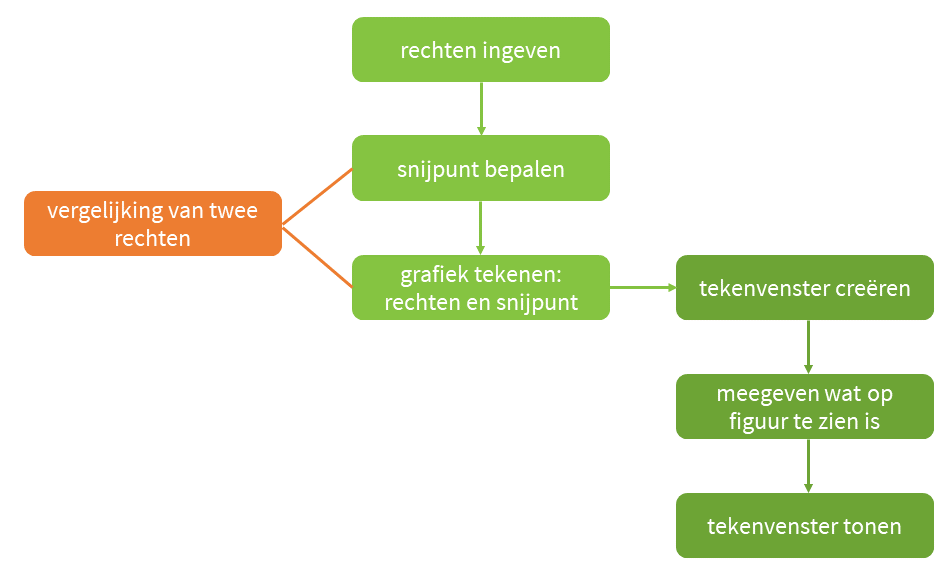 rechten ingeven
snijpunt bepalen
vergelijking van twee
rechten
grafiek tekenen:
rechten en snijpunt
tekenvenster creëren
meegeven wat op
figuur te zien is
tekenvenster tonen